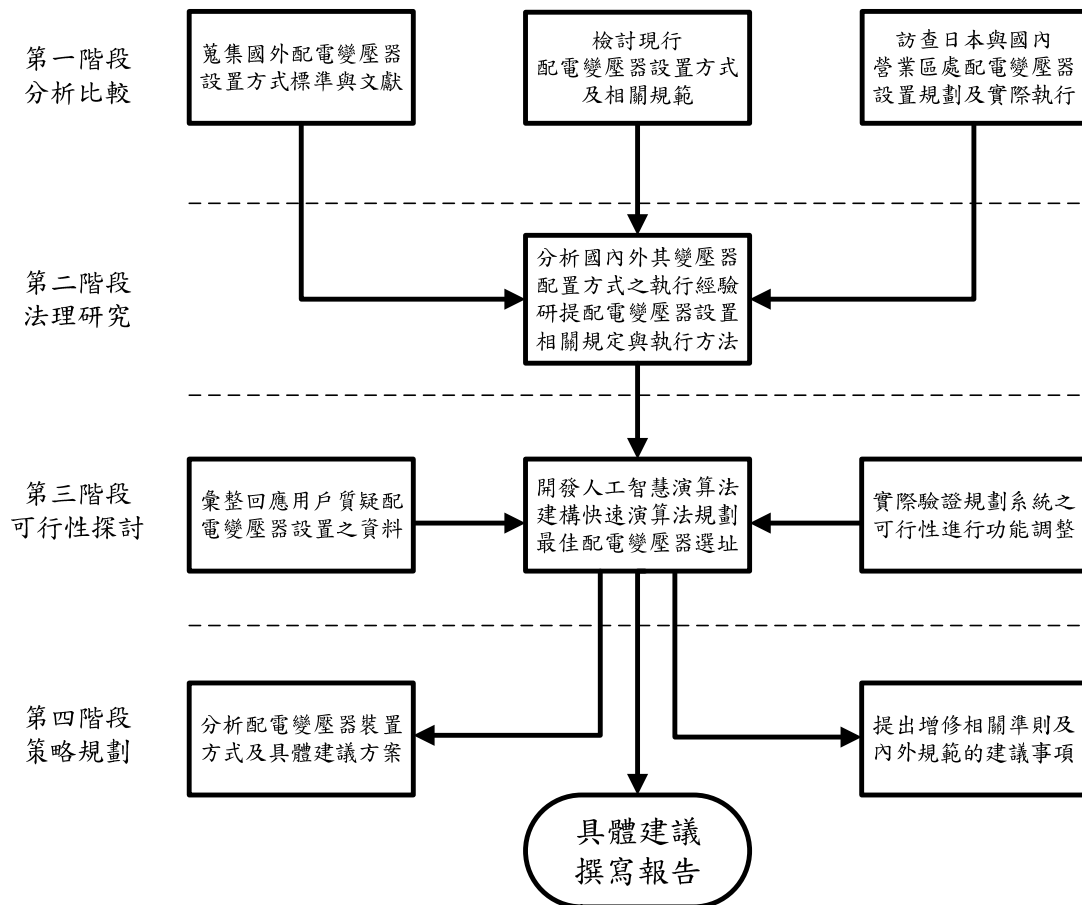 第一階段
分析比較
蒐集國外配電變壓器
設置方式標準與文獻
檢討現行
配電變壓器設置方式
及相關規範
訪查日本與國內
營業區處配電變壓器
設置規劃及實際執行
第二階段
法理研究
分析國內外其變壓器
配置方式之執行經驗
研提配電變壓器設置
相關規定與執行方法
第三階段
可行性探討
彙整回應用戶質疑配
電變壓器設置之資料
開發人工智慧演算法
建構快速演算法規劃
最佳配電變壓器選址
實際驗證規劃系統之
可行性進行功能調整
第四階段
策略規劃
分析配電變壓器裝置
方式及具體建議方案
提出增修相關準則及
內外規範的建議事項
具體建議
撰寫報告